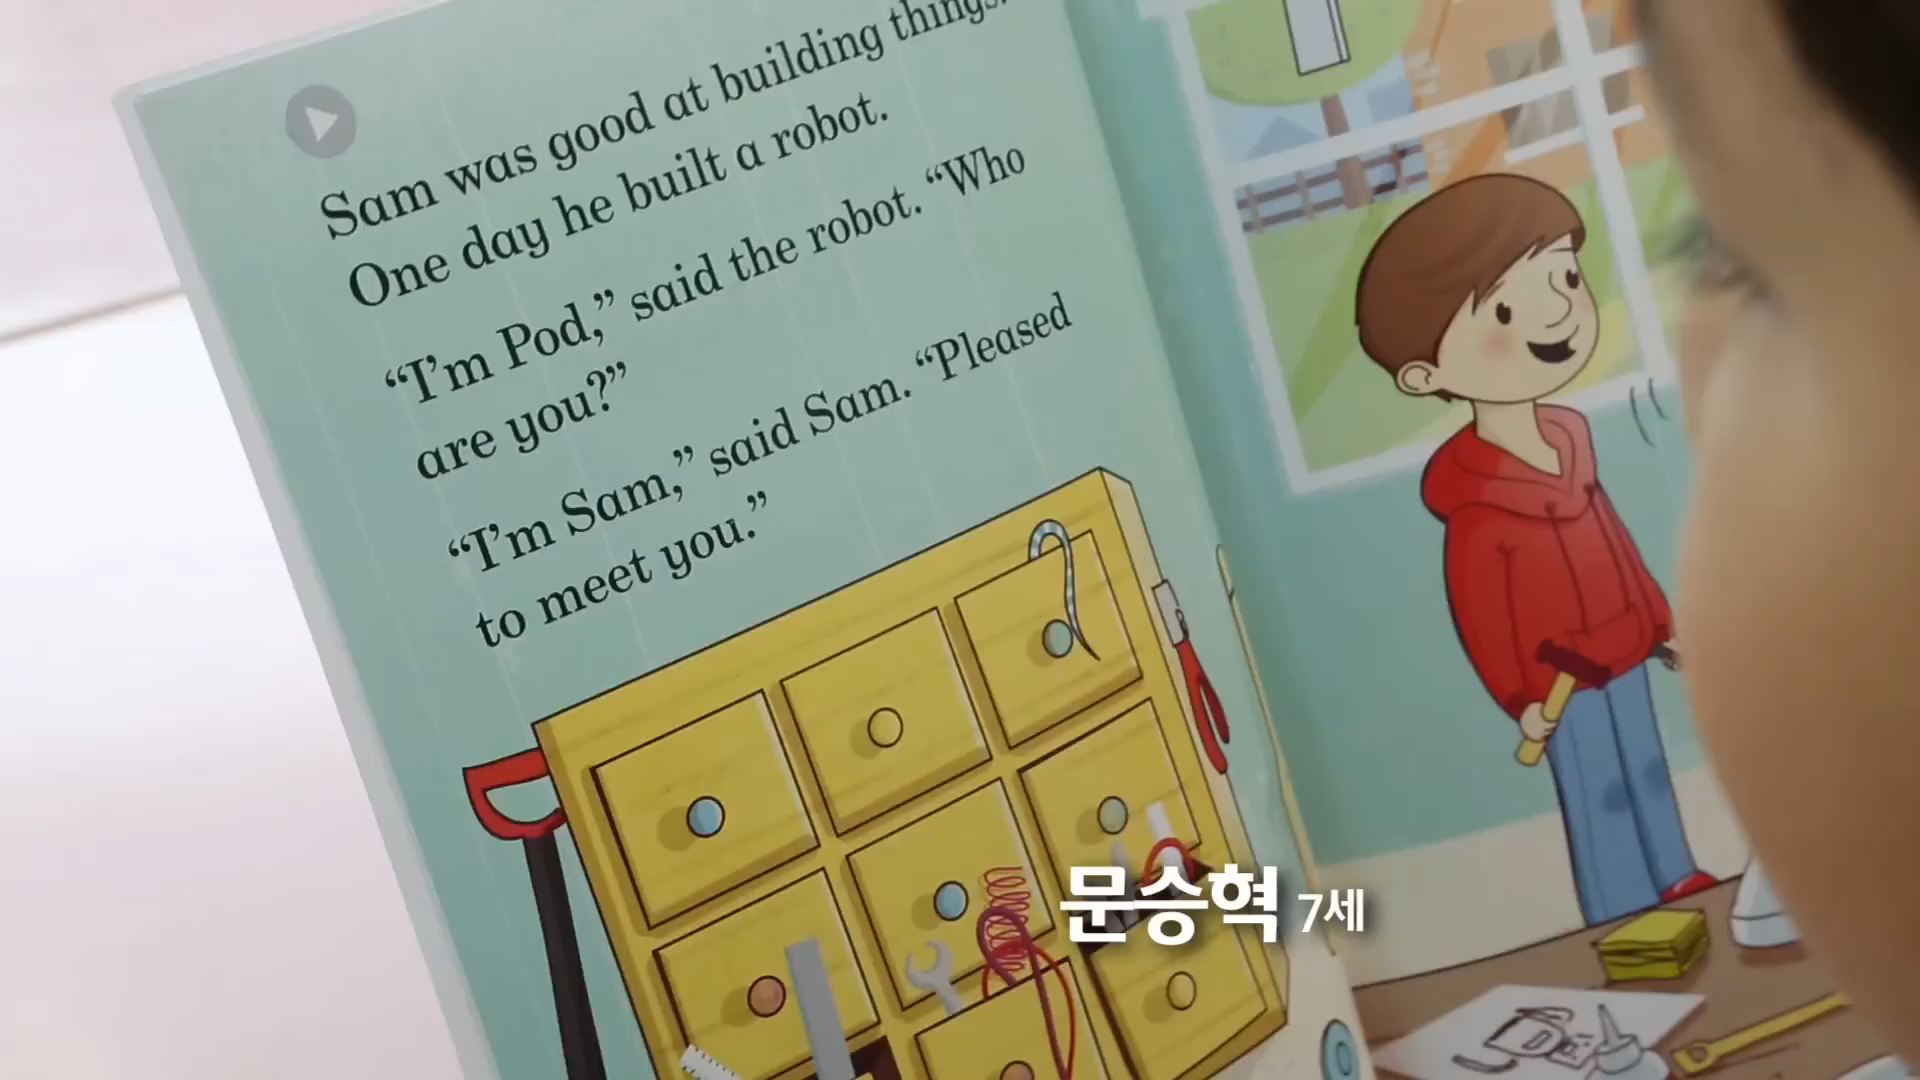 Sam was good at building things.
One day he built a robot.
“I’m Pod,” said the robot. “Who
are you?”
“I’m Sam,” said Sam. “Pleased
to meet you.”
문승혁 7세